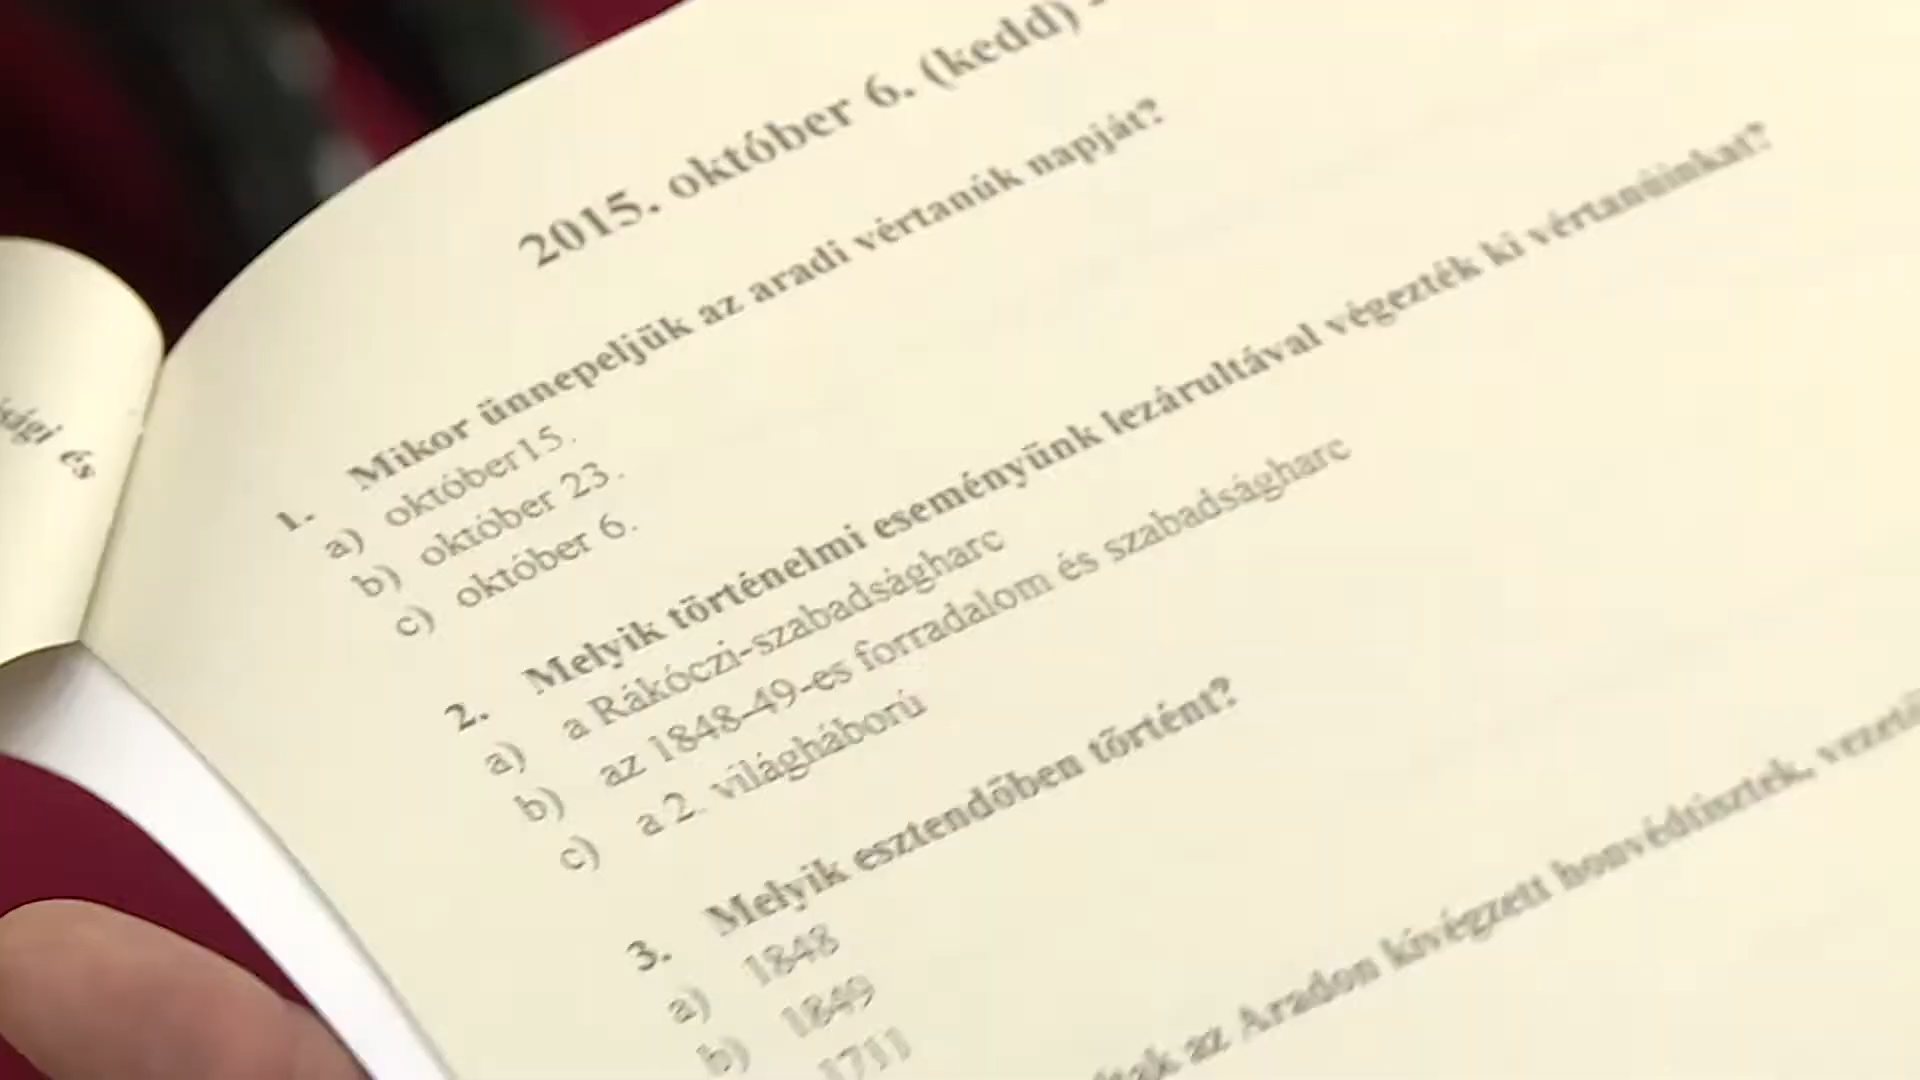 és
2015. október 6. (kedd) -
1. Mikor ünnepeljük az aradi vértanúk napját?
a) október15.
b) október 23.
c) október 6.
2. Melyik történelmi eseményünk lezárultával végezték ki vértanúinkat?
a) a Rákóczi-szabadságharc
b) az 1848-49-es forradalom és szabadságharc
c) a 2. világháború
3. Melyik esztendőben történt?
a) 1848
b) 1849
1711
az Aradon kivégzett honvédtisztek,